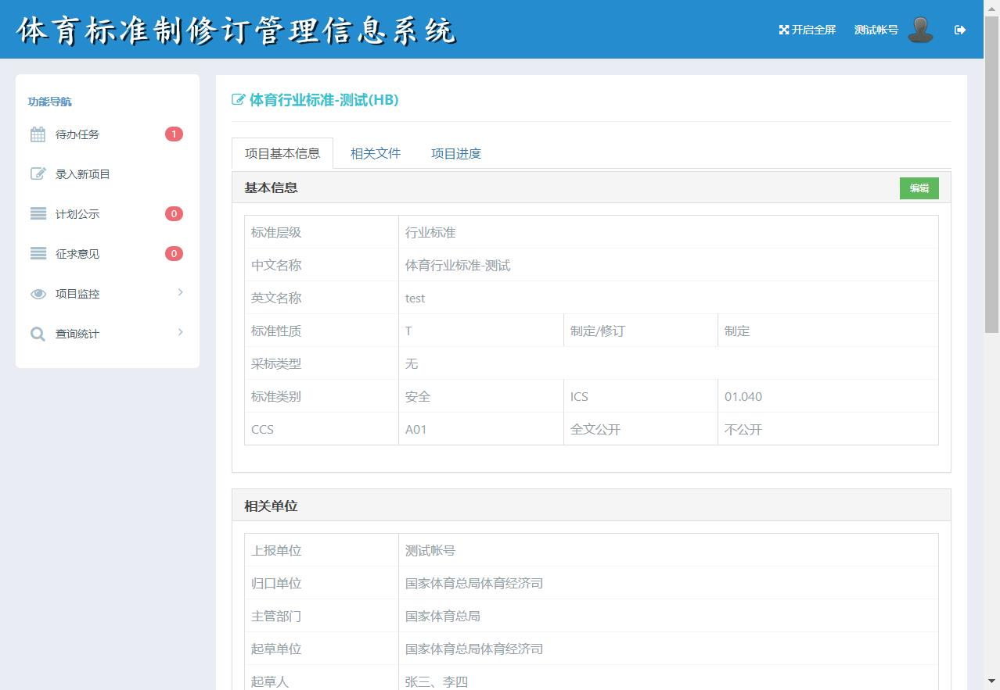 体育标准制修订管理信息系统
开启全屏 测试帐号
功能导航
待办任务 1
录入新项目
计划公示 0
征求意见 0
项目监控
查询统计
体育行业标准-测试(HB)
项目基本信息 相关文件 项目进度
基本信息 编辑
标准层级 行业标准
中文名称 体育行业标准-测试
英文名称 test
标准性质 T 制定/修订 制定
采标类型 无
标准类别 安全 ICS 01.040
CCS A01 全文公开 不公开
相关单位
上报单位 测试帐号
归口单位 国家体育总局体育经济司
主管部门 国家体育总局
起草单位 国家体育总局体育经济司
起草人 张三、李四